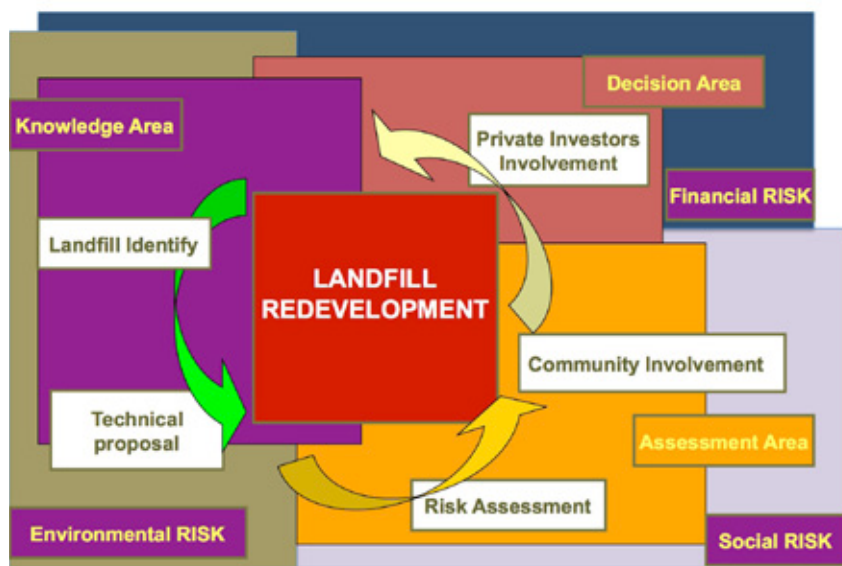 Decision Area
Knowledge Area
Private Investors
Involvement
Financial RISK
Landfill Identify
LANDFILL
REDEVELOPMENT
Community Involvement
Technical
proposal
Assessment Area
Risk Assessment
Environmental RISK
Social RISK